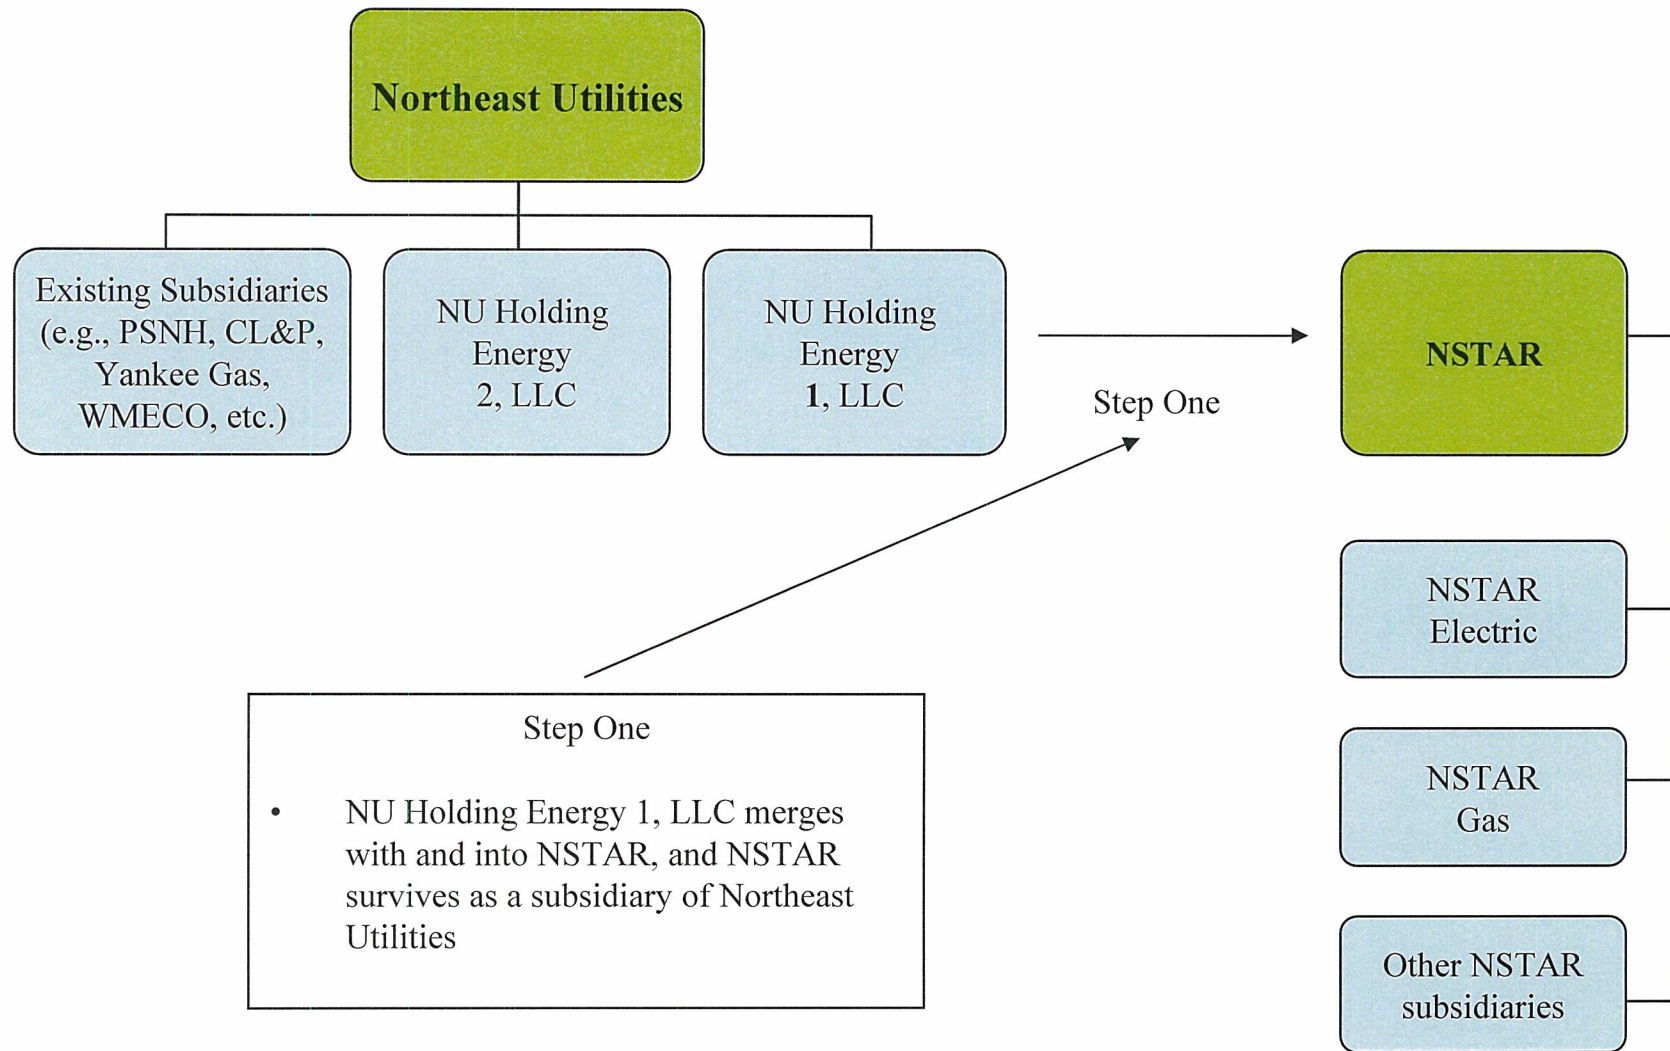 Northeast Utilities
Existing Subsidiaries
(e.g., PSNH, CL&P,
Yankee Gas,
WMECO, etc.)
NU Holding
Energy
2, LLC
NU Holding
Energy
1, LLC
Step One
NSTAR
NSTAR
Electric
NSTAR
Gas
Other NSTAR
subsidiaries
Step One
• NU Holding Energy 1, LLC merges
with and into NSTAR, and NSTAR
survives as a subsidiary of Northeast
Utilities